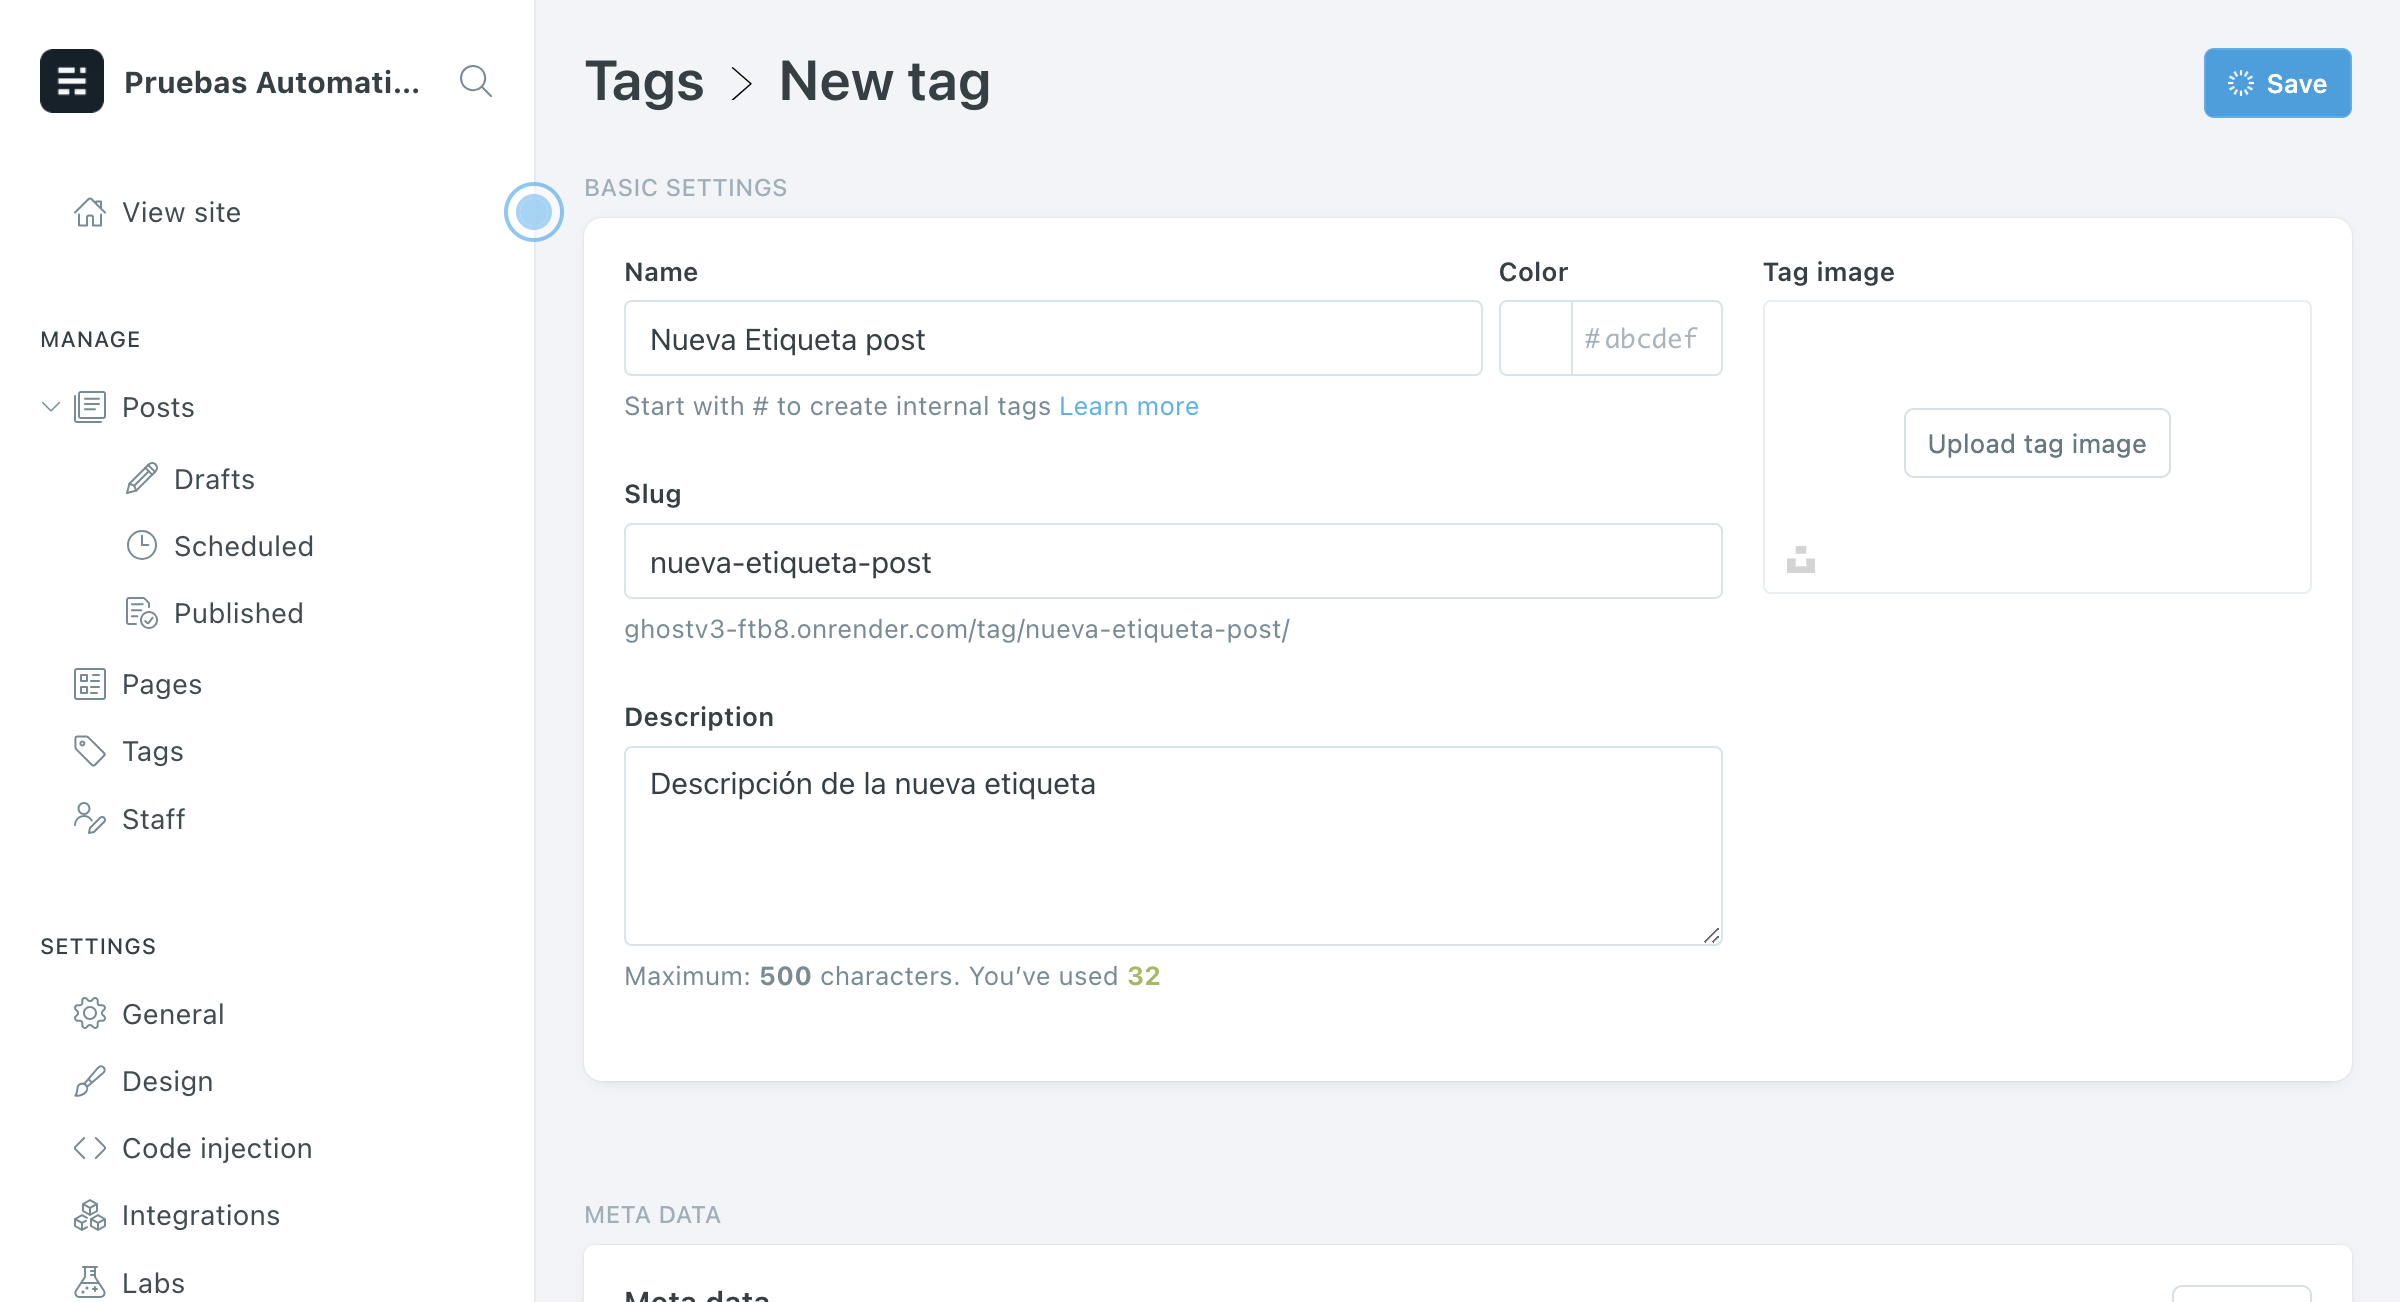 Pruebas Automati...
View site
MANAGE
Posts
Drafts
Scheduled
Published
Pages
Tags
Staff
SETTINGS
General
Design
Code injection
Integrations
Labs
Tags > New tag
Save
BASIC SETTINGS
Name
Nueva Etiqueta post
Start with # to create internal tags Learn more
Color
#abcdef
Tag image
Upload tag image
Slug
nueva-etiqueta-post
ghostv3-ftb8.onrender.com/tag/nueva-etiqueta-post/
Description
Descripción de la nueva etiqueta
Maximum: 500 characters. You’ve used 32
META DATA
Meta data